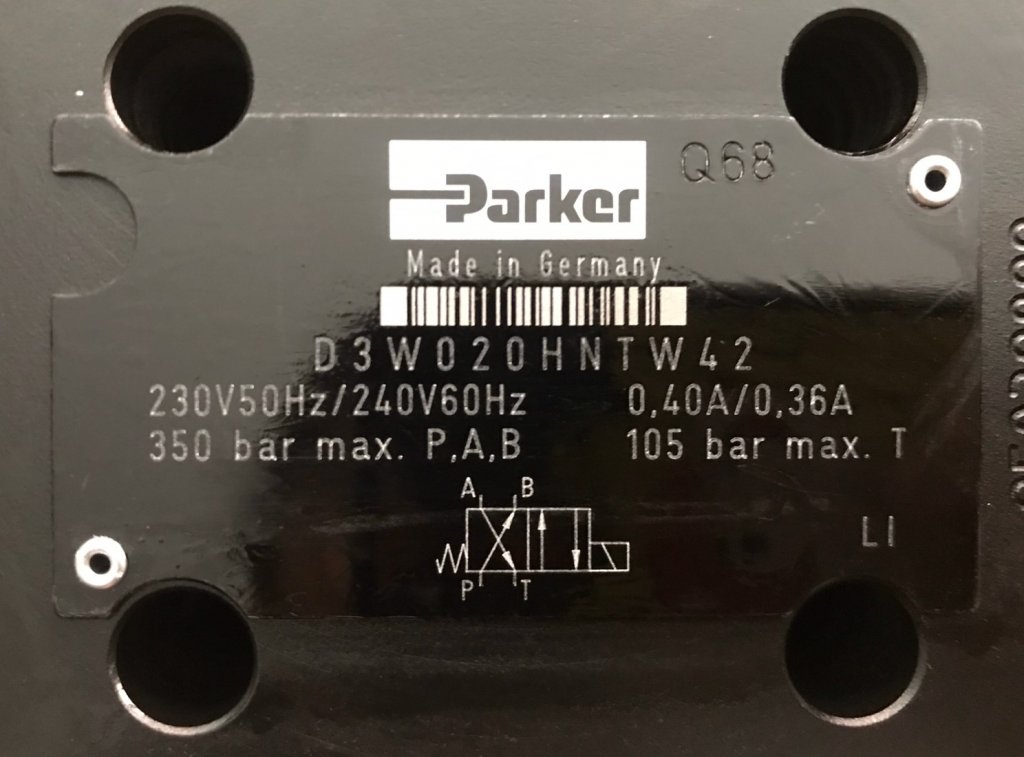 Parker
Q68
Made in Germany
D3W020HNTW42
230V50Hz/240V60Hz 0,40A/0,36A
350 bar max. P,A,B 105 bar max. T
A B
P T
LI